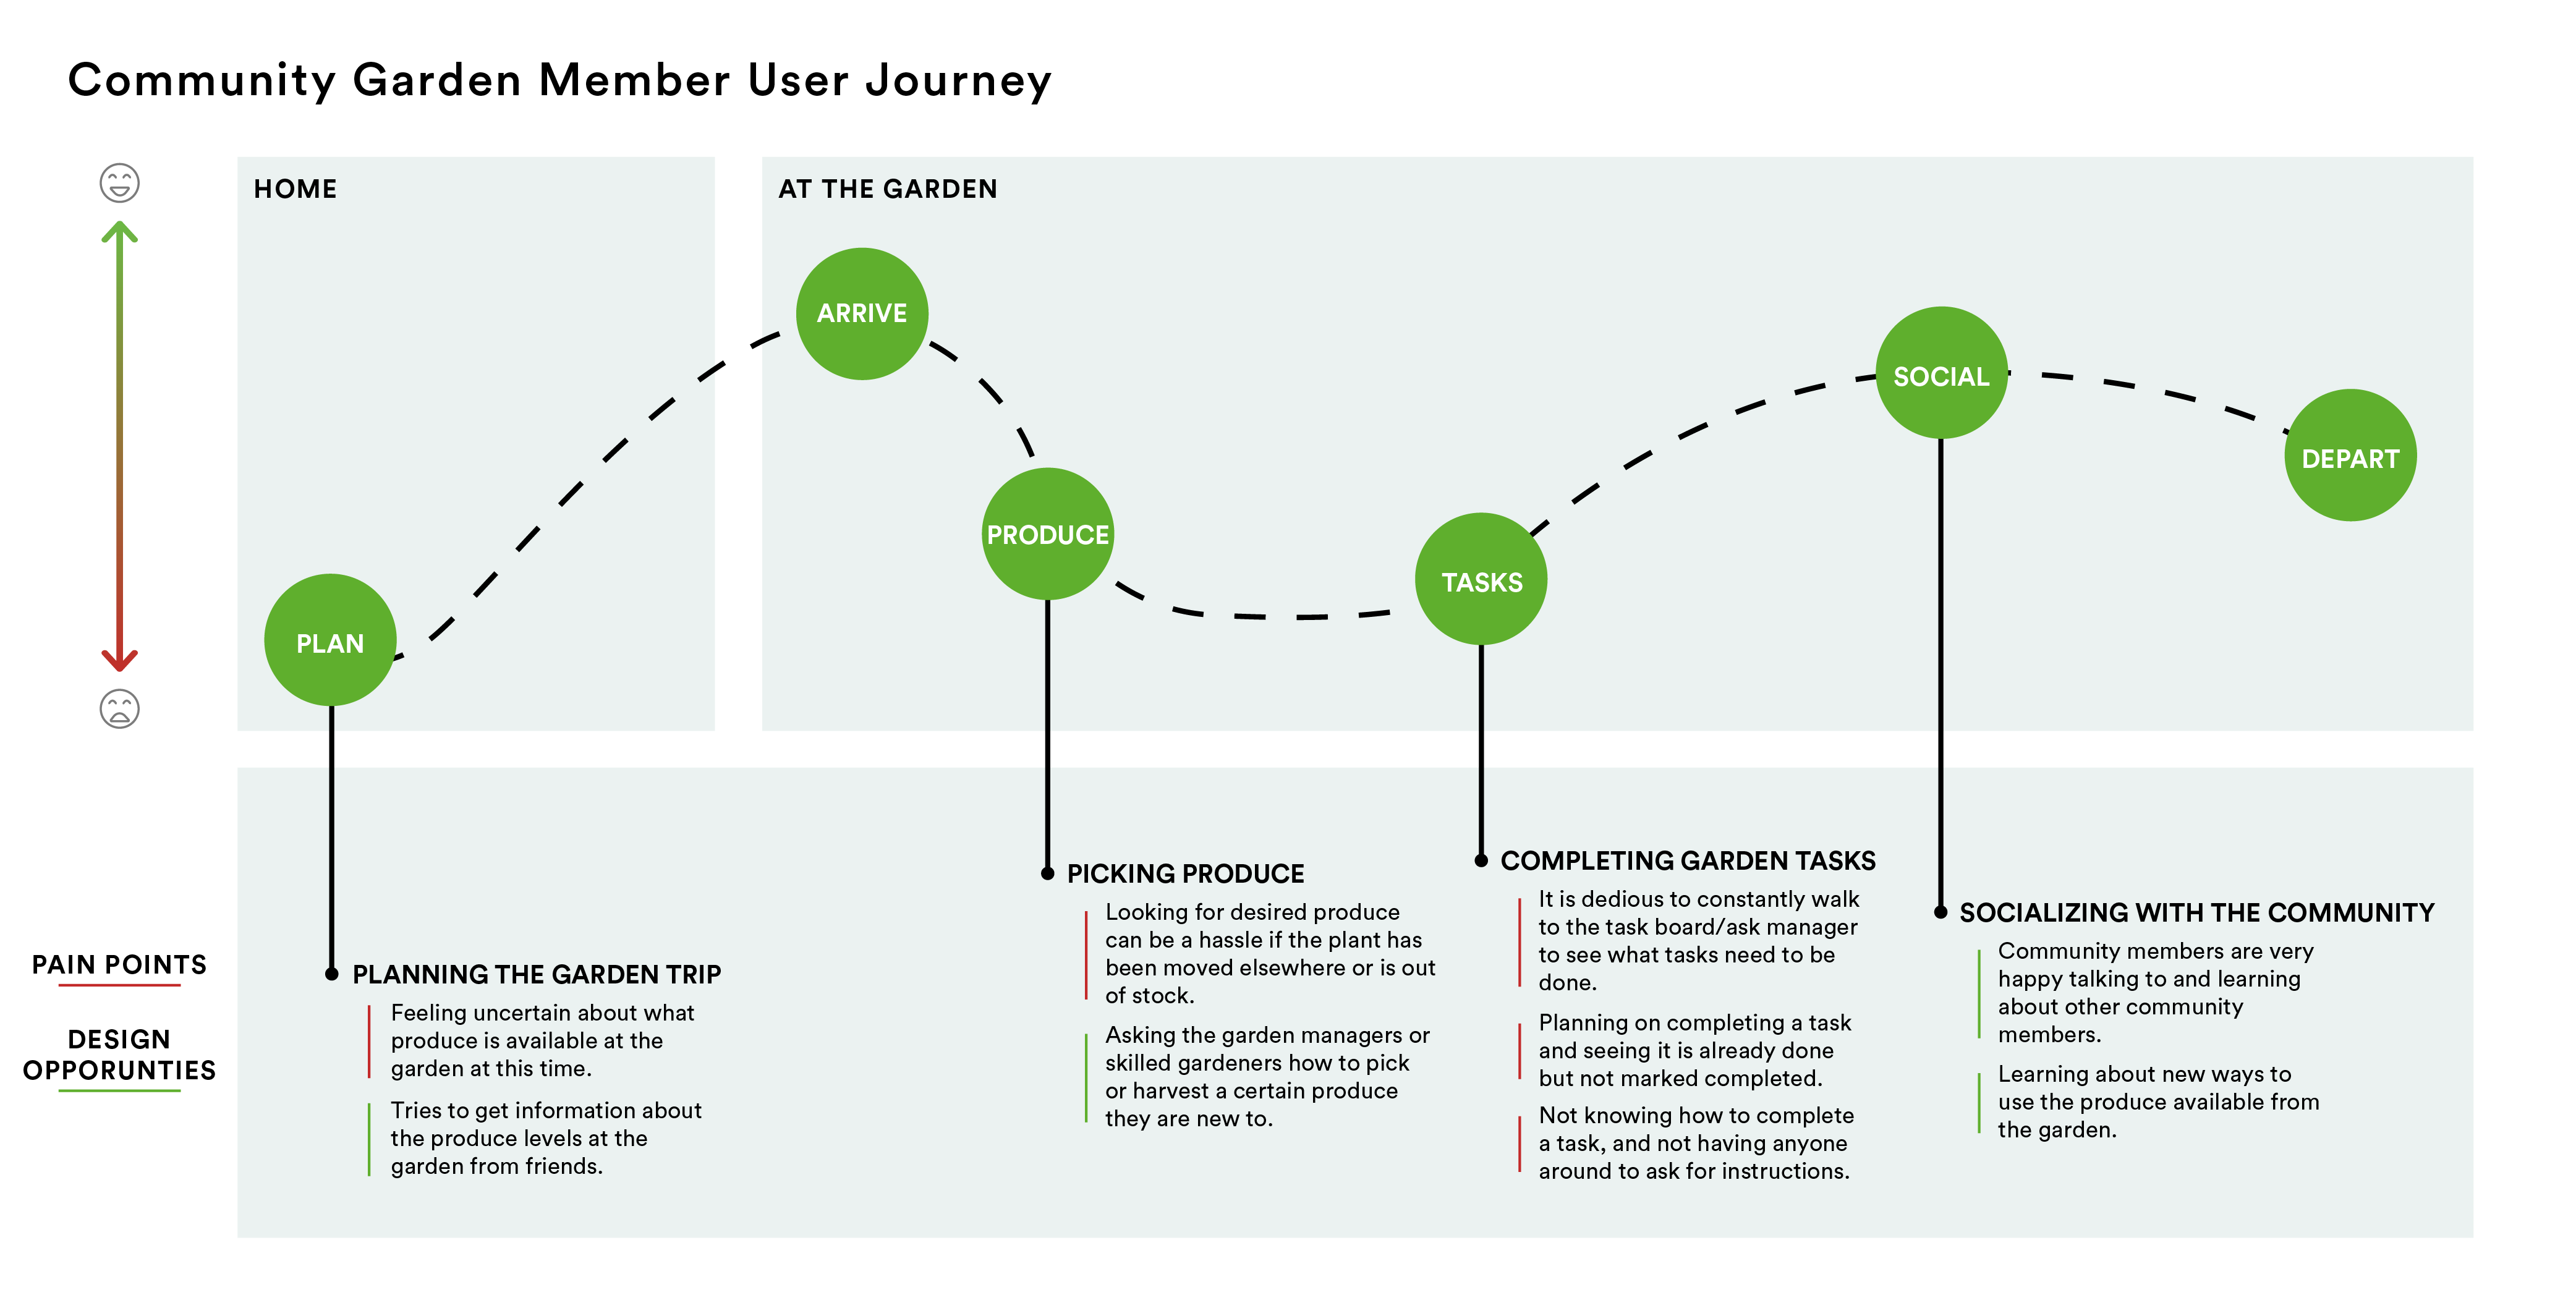 Community Garden Member User Journey
HOME
AT THE GARDEN
ARRIVE
SOCIAL
DEPART
PRODUCE
TASKS
PLAN
PAIN POINTS
DESIGN
OPPORUNTIES
PLANNING THE GARDEN TRIP
Feeling uncertain about what
produce is available at the
garden at this time.
Tries to get information about
the produce levels at the
garden from friends.
PICKING PRODUCE
Looking for desired produce
can be a hassle if the plant has
been moved elsewhere or is out
of stock.
Asking the garden managers or
skilled gardeners how to pick
or harvest a certain produce
they are new to.
COMPLETING GARDEN TASKS
It is dedious to constantly walk
to the task board/ask manager
to see what tasks need to be
done.
Planning on completing a task
and seeing it is already done
but not marked completed.
Not knowing how to complete
a task, and not having anyone
around to ask for instructions.
SOCIALIZING WITH THE COMMUNITY
Community members are very
happy talking to and learning
about other community
members.
Learning about new ways to
use the produce available from
the garden.